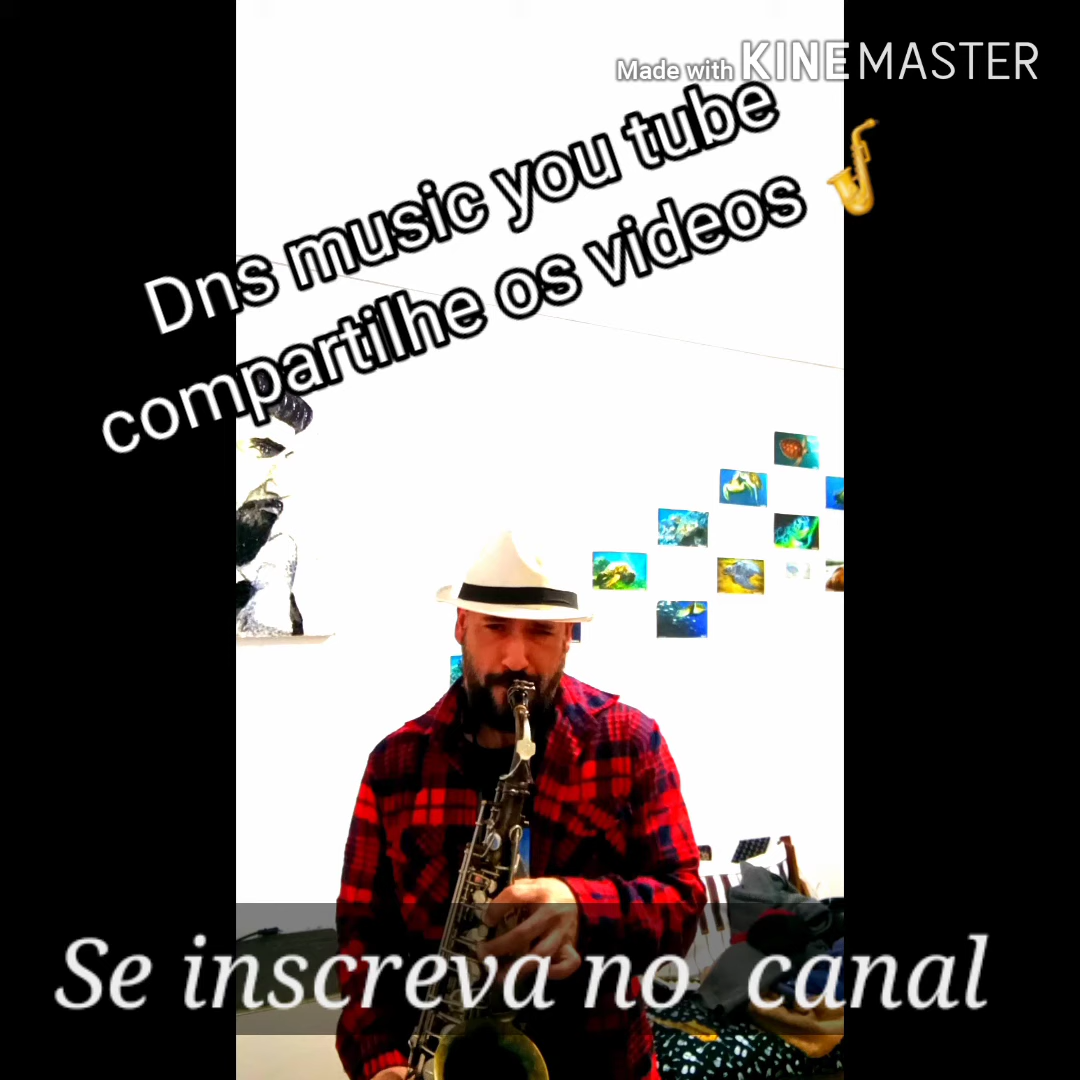 Made with KINEMASTER
Dns music you tube
compartilhe os videos 🎷
Se inscreva no canal